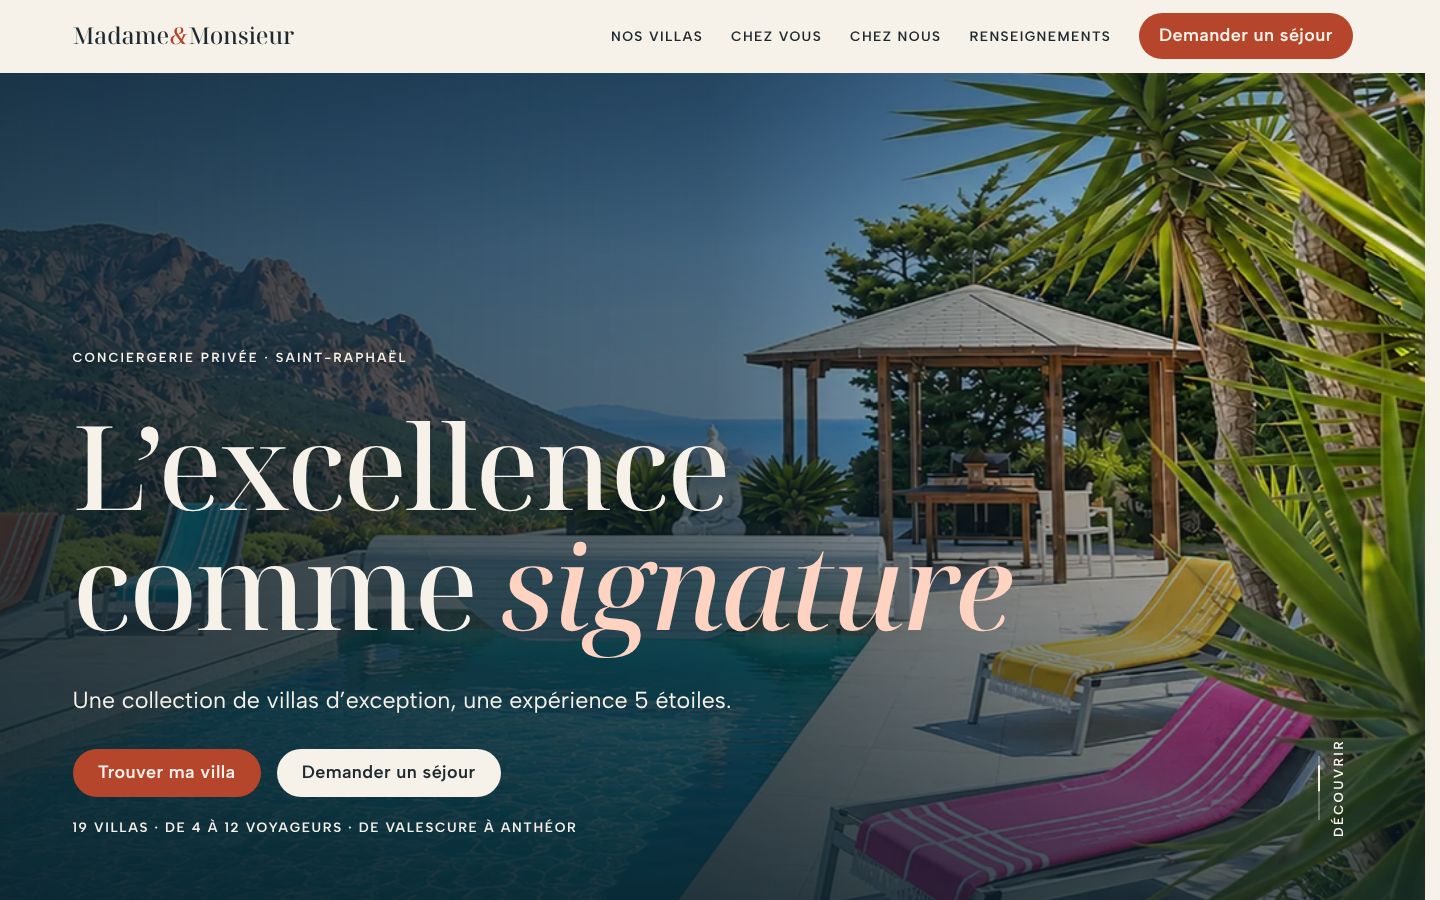 Madame&Monsieur
NOS VILLAS
CHEZ VOUS
CHEZ NOUS
RENSEIGNEMENTS
Demander un séjour
CONCIERGERIE PRIVÉE · SAINT-RAPHAËL
L’excellence
comme signature
Une collection de villas d’exception, une expérience 5 étoiles.
Trouver ma villa
Demander un séjour
19 VILLAS · DE 4 À 12 VOYAGEURS · DE VALESCURE À ANTHÉOR
DÉCOUVRIR